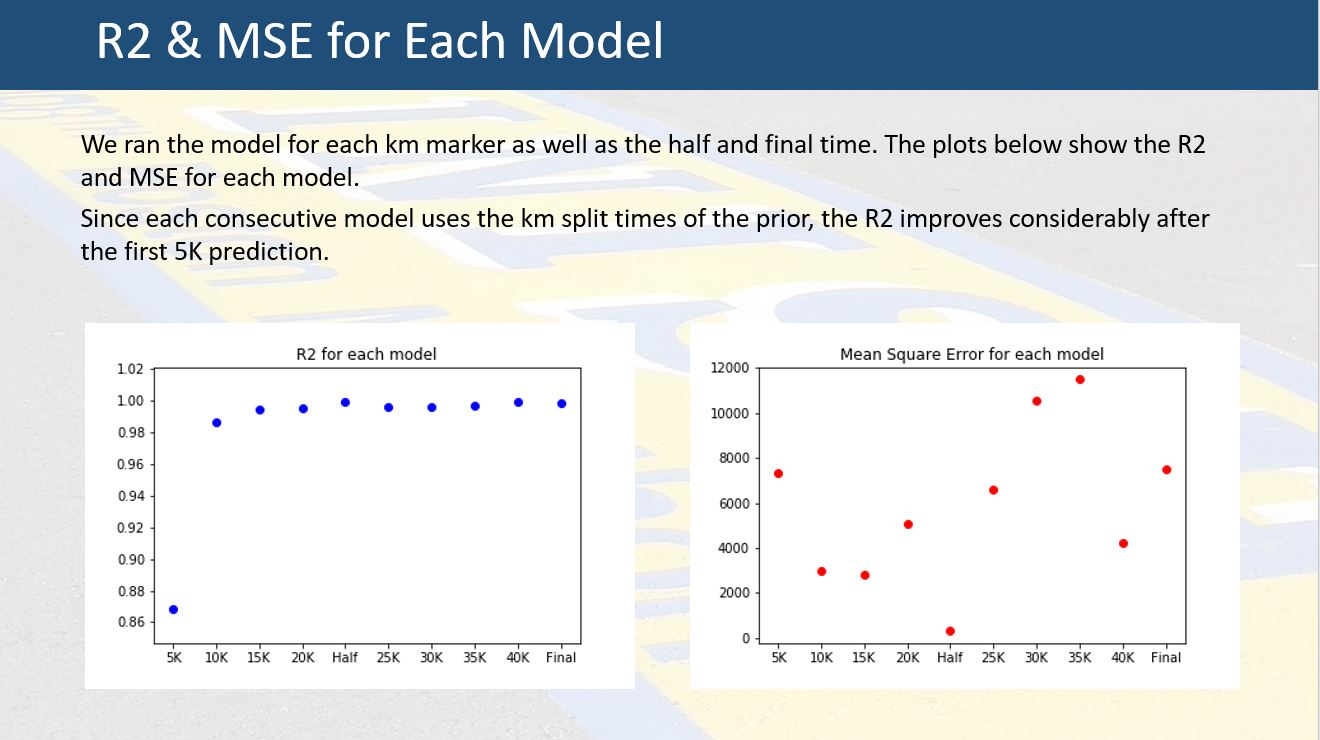 R2 & MSE for Each Model
We ran the model for each km marker as well as the half and final time. The plots below show the R2
and MSE for each model.
Since each consecutive model uses the km split times of the prior, the R2 improves considerably after
the first 5K prediction.
R2 for each model
1.02
1.00
0.98
0.96
0.94
0.92
0.90
0.88
0.86
5K 10K 15K 20K Half 25K 30K 35K 40K Final
Mean Square Error for each model
12000
10000
8000
6000
4000
2000
0
5K 10K 15K 20K Half 25K 30K 35K 40K Final